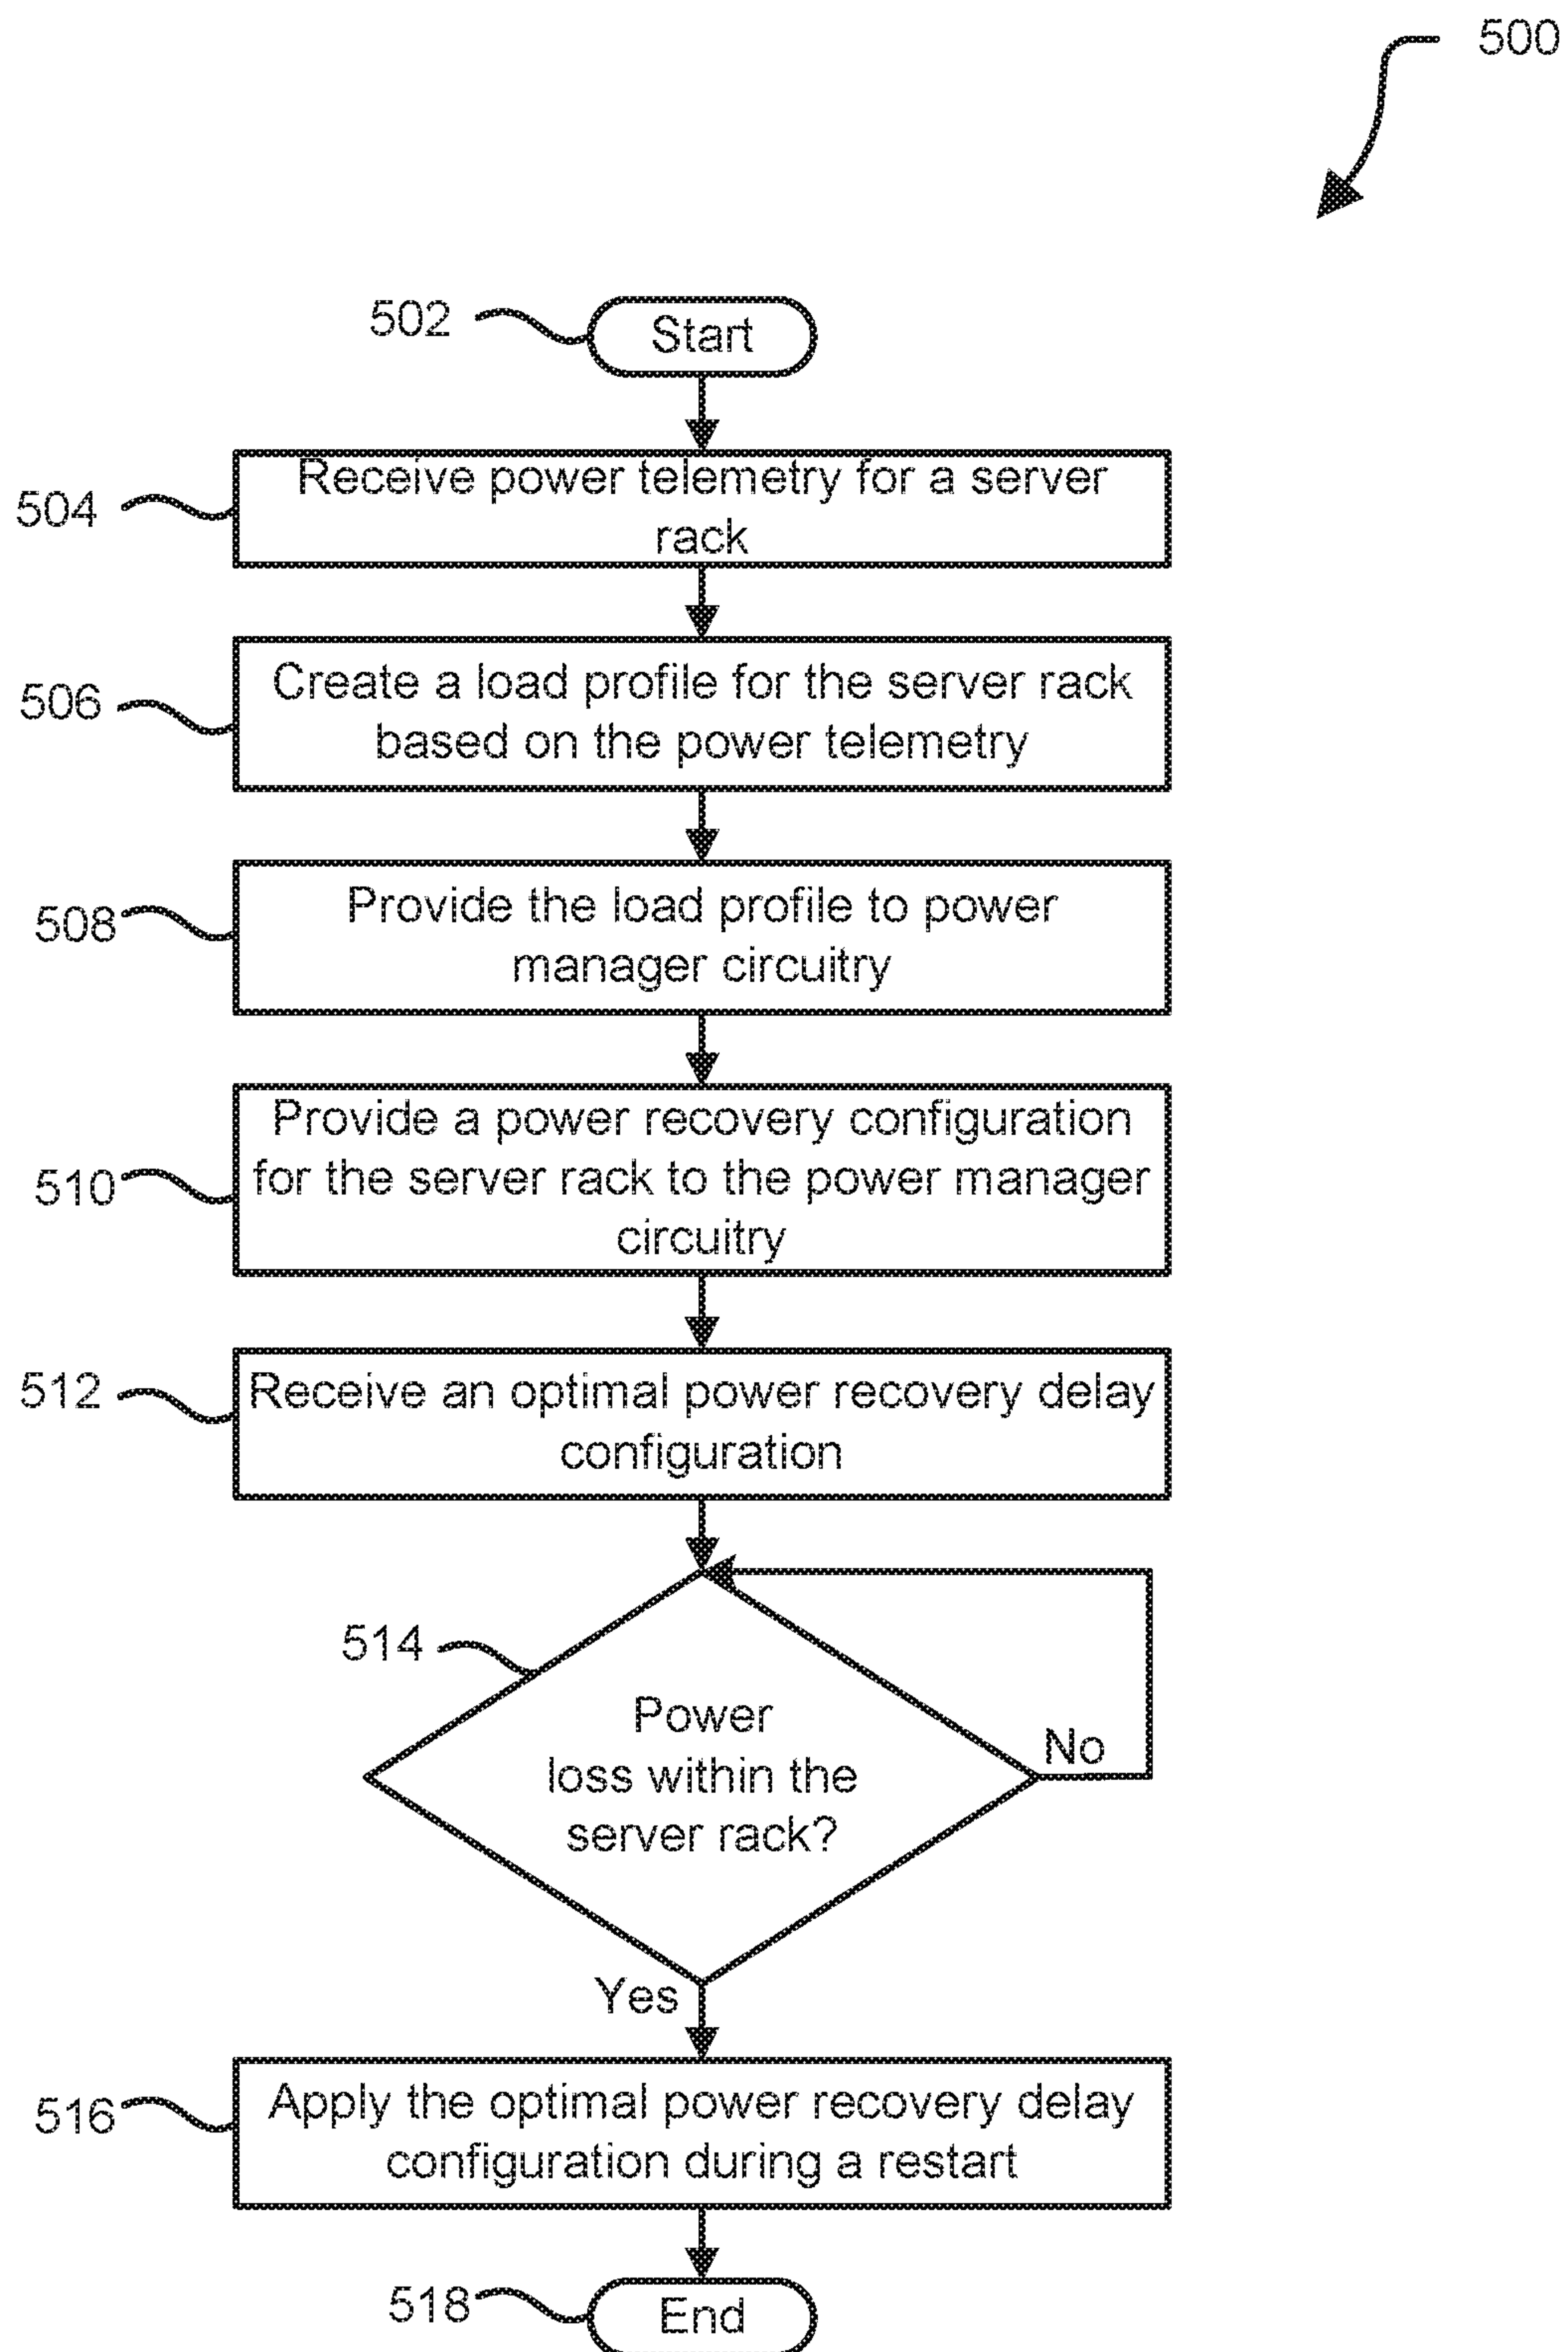 500
502
Start
504
Receive power telemetry for a server
rack
506
Create a load profile for the server rack
based on the power telemetry
508
Provide the load profile to power
manager circuitry
510
Provide a power recovery configuration
for the server rack to the power manager
circuitry
512
Receive an optimal power recovery delay
configuration
514
Power
loss within the
server rack?
No
Yes
516
Apply the optimal power recovery delay
configuration during a restart
518
End